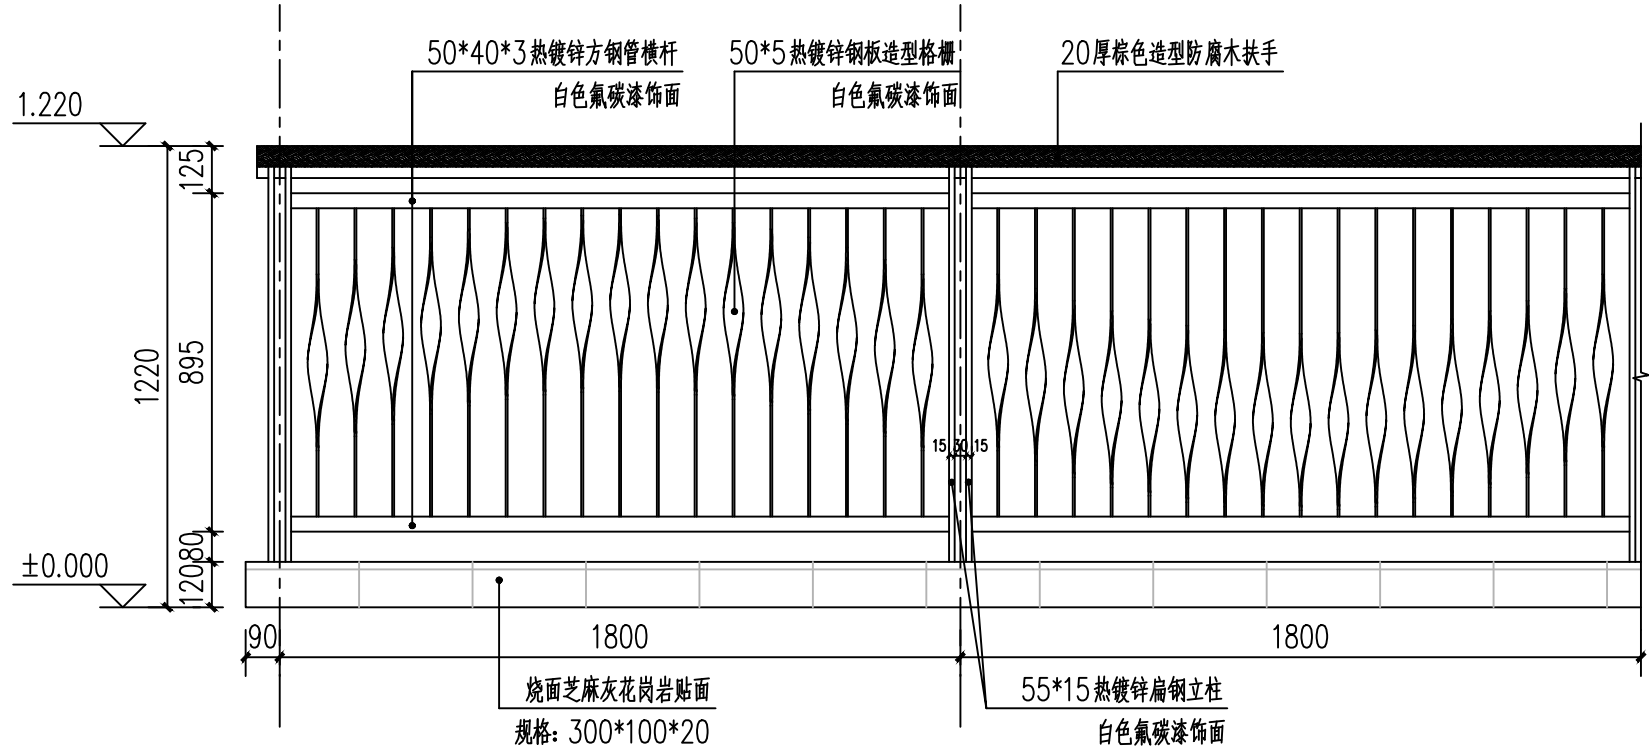 50*40*3热镀锌方钢管横杆
白色氟碳漆饰面
50*5热镀锌钢板造型格栅
白色氟碳漆饰面
20厚棕色造型防腐木扶手
1.220
125
895
1220
80
120
±0.000
15 30 15
90
1800
1800
烧面芝麻灰花岗岩贴面
规格: 300*100*20
55*15热镀锌扁钢立柱
白色氟碳漆饰面